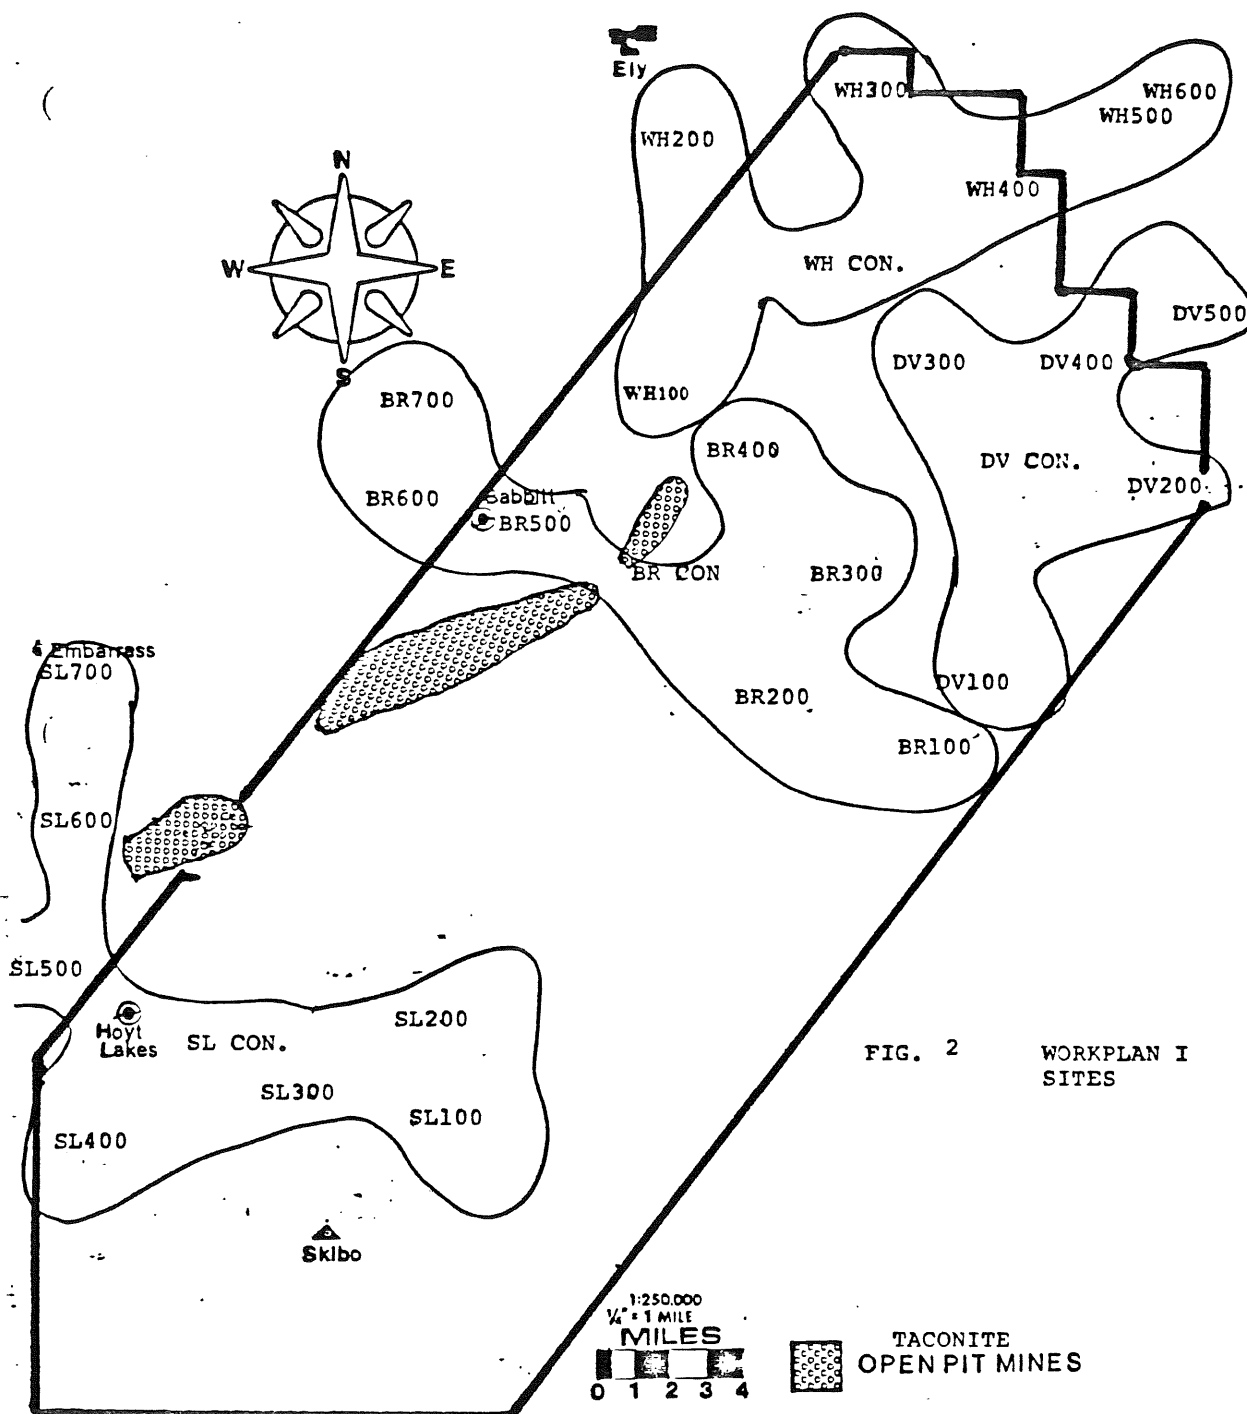 Ely
WH300
WH600
WH500
WH200
N
WH400
W
E
WH CON.
DV500
S
DV300
DV400
BR700
WH100
BR400
DV CON.
DV200
BR600
Babbitt
BR500
BR CON
BR300
Embarrass
SL700
DV100
BR200
BR100
SL600
SL500
SL200
Hoyt
Lakes
SL CON.
FIG. 2
WORKPLAN I
SITES
SL300
SL100
SL400
Skibo
1:250,000
¼" = 1 MILE
MILES
0 1 2 3 4
TACONITE
OPEN PIT MINES